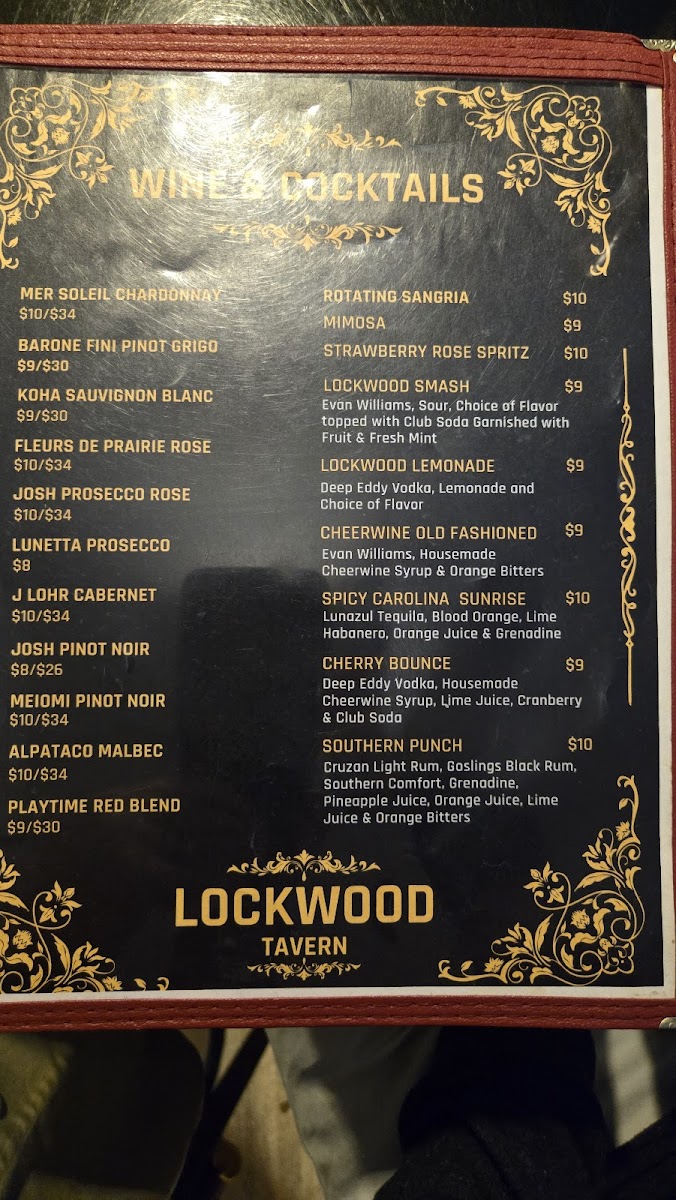 WINE & COCKTAILS
MER SOLEIL CHARDONNAY
$10/$34
BARONE FINI PINOT GRIGO
$9/$30
KOHA SAUVIGNON BLANC
$9/$30
FLEURS DE PRAIRIE ROSE
$10/$34
JOSH PROSECCO ROSE
$10/$34
LUNETTA PROSECCO
$8
J LOHR CABERNET
$10/$34
JOSH PINOT NOIR
$8/$26
MEIOMI PINOT NOIR
$10/$34
ALPATACO MALBEC
$10/$34
PLAYTIME RED BLEND
$9/$30
ROTATING SANGRIA $10
MIMOSA $9
STRAWBERRY ROSE SPRITZ $10
LOCKWOOD SMASH $9
Evan Williams, Sour, Choice of Flavor
topped with Club Soda Garnished with
Fruit & Fresh Mint
LOCKWOOD LEMONADE $9
Deep Eddy Vodka, Lemonade and
Choice of Flavor
CHEERWINE OLD FASHIONED $9
Evan Williams, Housemade
Cheerwine Syrup & Orange Bitters
SPICY CAROLINA SUNRISE $10
Lunazul Tequila, Blood Orange, Lime
Habanero, Orange Juice & Grenadine
CHERRY BOUNCE $9
Deep Eddy Vodka, Housemade
Cheerwine Syrup, Lime Juice, Cranberry
& Club Soda
SOUTHERN PUNCH $10
Cruzan Light Rum, Goslings Black Rum,
Southern Comfort, Grenadine,
Pineapple Juice, Orange Juice, Lime
Juice & Orange Bitters
LOCKWOOD
TAVERN